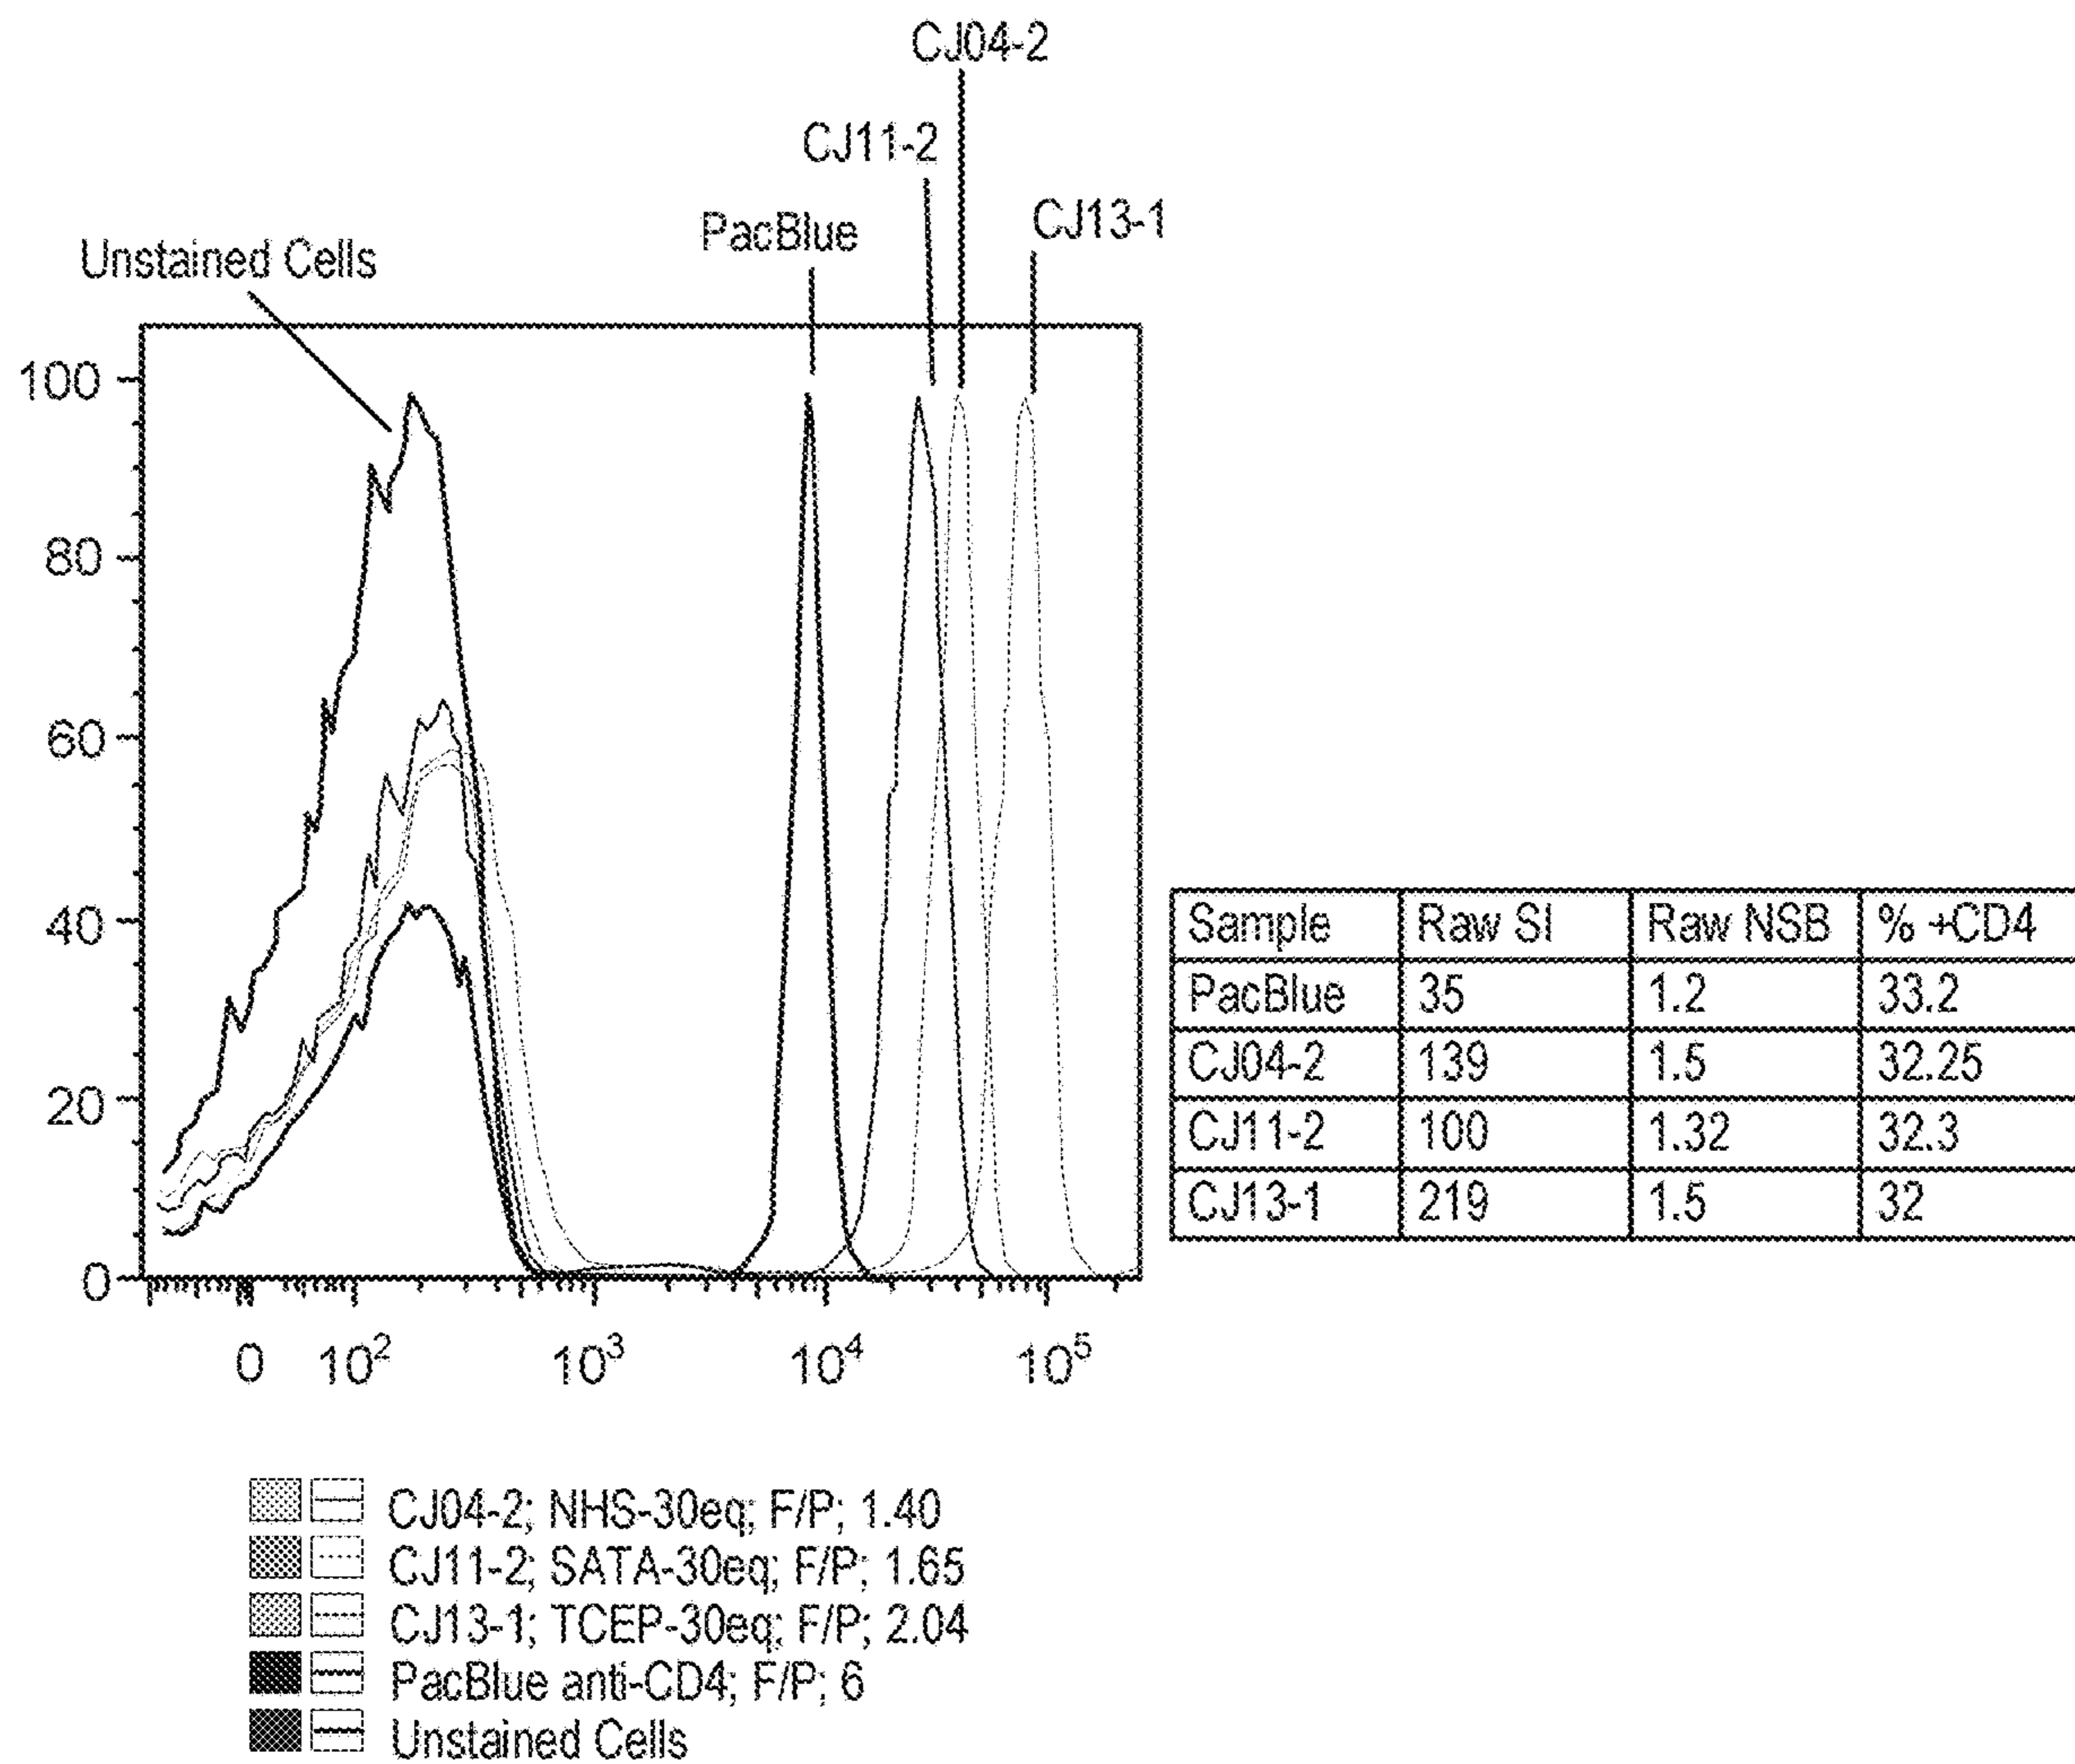 CJ04-2
CJ11-2
CJ13-1
PacBlue
Unstained Cells
100
80
60
40
20
0
0 10² 10³ 10⁴ 10⁵
Sample Raw SI Raw NSB % +CD4
PacBlue 35 1.2 33.2
CJ04-2 139 1.5 32.25
CJ11-2 100 1.32 32.3
CJ13-1 219 1.5 32
CJ04-2; NHS-30eq; F/P; 1.40
CJ11-2; SATA-30eq; F/P; 1.65
CJ13-1; TCEP-30eq; F/P; 2.04
PacBlue anti-CD4; F/P; 6
Unstained Cells